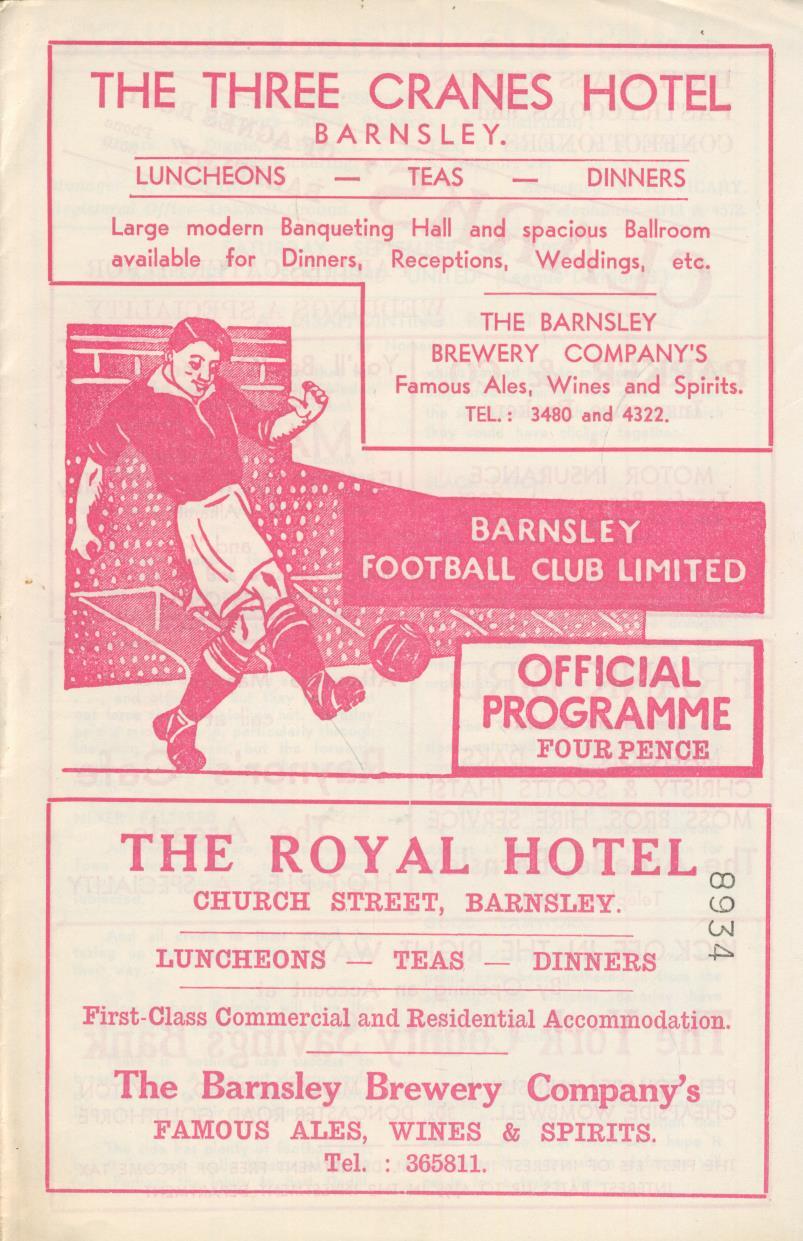 THE THREE CRANES HOTEL
BARNSLEY.
LUNCHEONS — TEAS — DINNERS
Large modern Banqueting Hall and spacious Ballroom
available for Dinners, Receptions, Weddings, etc.
THE BARNSLEY
BREWERY COMPANY'S
Famous Ales, Wines and Spirits.
TEL.: 3480 and 4322.
BARNSLEY
FOOTBALL CLUB LIMITED
OFFICIAL
PROGRAMME
FOUR PENCE
THE ROYAL HOTEL
CHURCH STREET, BARNSLEY.
8934
LUNCHEONS — TEAS — DINNERS
First-Class Commercial and Residential Accommodation.
The Barnsley Brewery Company's
FAMOUS ALES, WINES & SPIRITS.
Tel. : 365811.